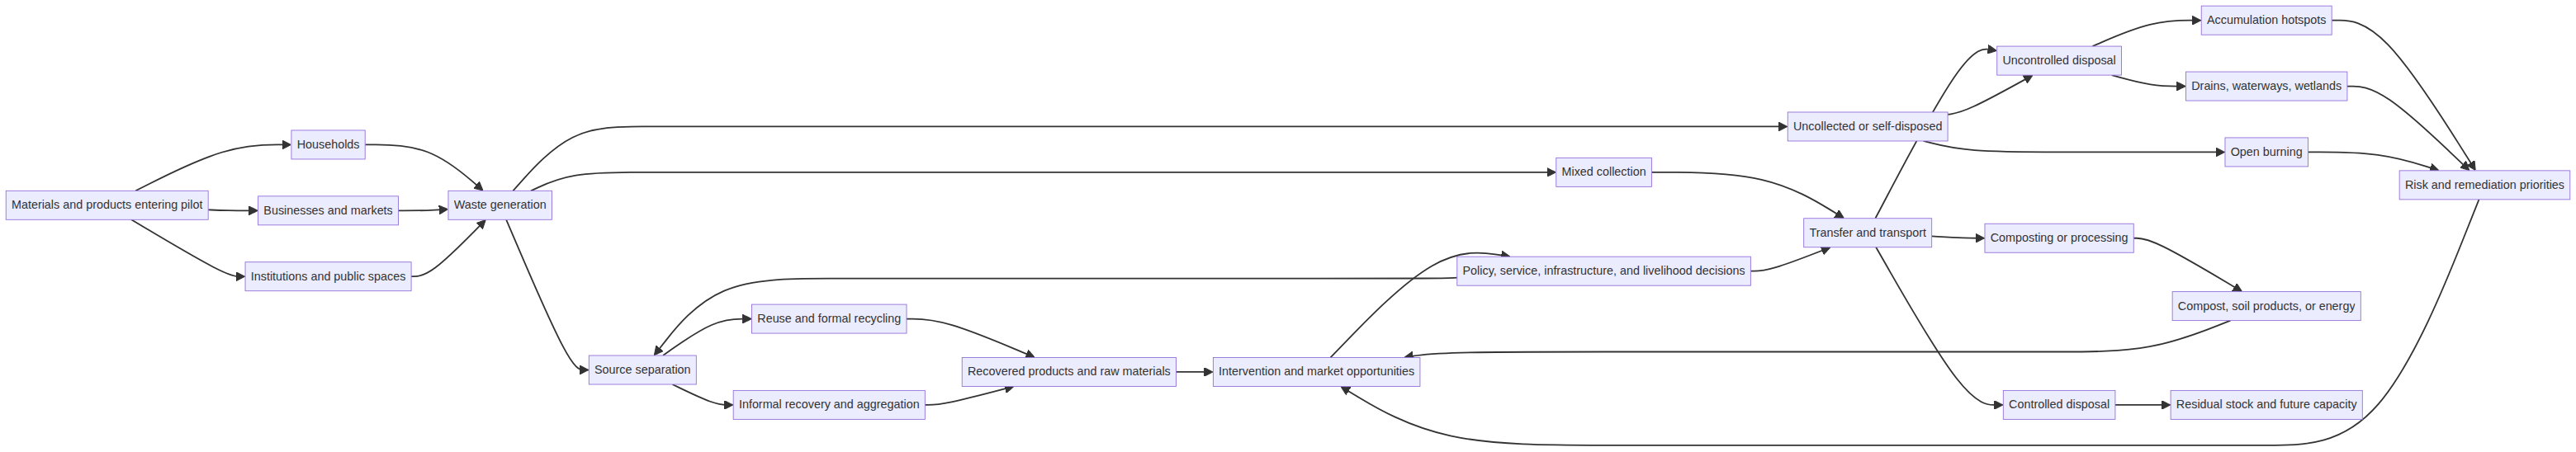 Materials and products entering pilot
Households
Businesses and markets
Institutions and public spaces
Waste generation
Source separation
Reuse and formal recycling
Informal recovery and aggregation
Recovered products and raw materials
Intervention and market opportunities
Policy, service, infrastructure, and livelihood decisions
Mixed collection
Uncollected or self-disposed
Transfer and transport
Uncontrolled disposal
Composting or processing
Controlled disposal
Accumulation hotspots
Drains, waterways, wetlands
Open burning
Compost, soil products, or energy
Residual stock and future capacity
Risk and remediation priorities